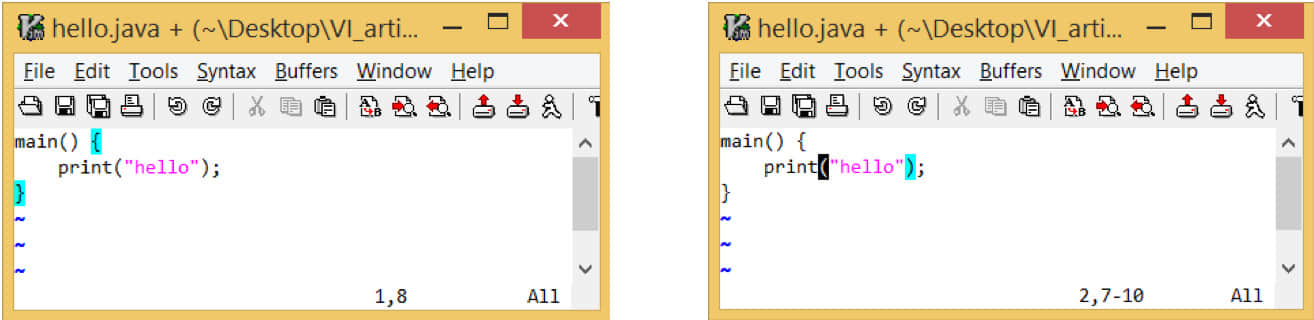 hello.java + (~\Desktop\VI_arti...
File Edit Tools Syntax Buffers Window Help
main() {
    print("hello");
}
~
~
~
1,8 All
hello.java + (~\Desktop\VI_arti...
File Edit Tools Syntax Buffers Window Help
main() {
    print("hello");
}
~
~
~
2,7-10 All